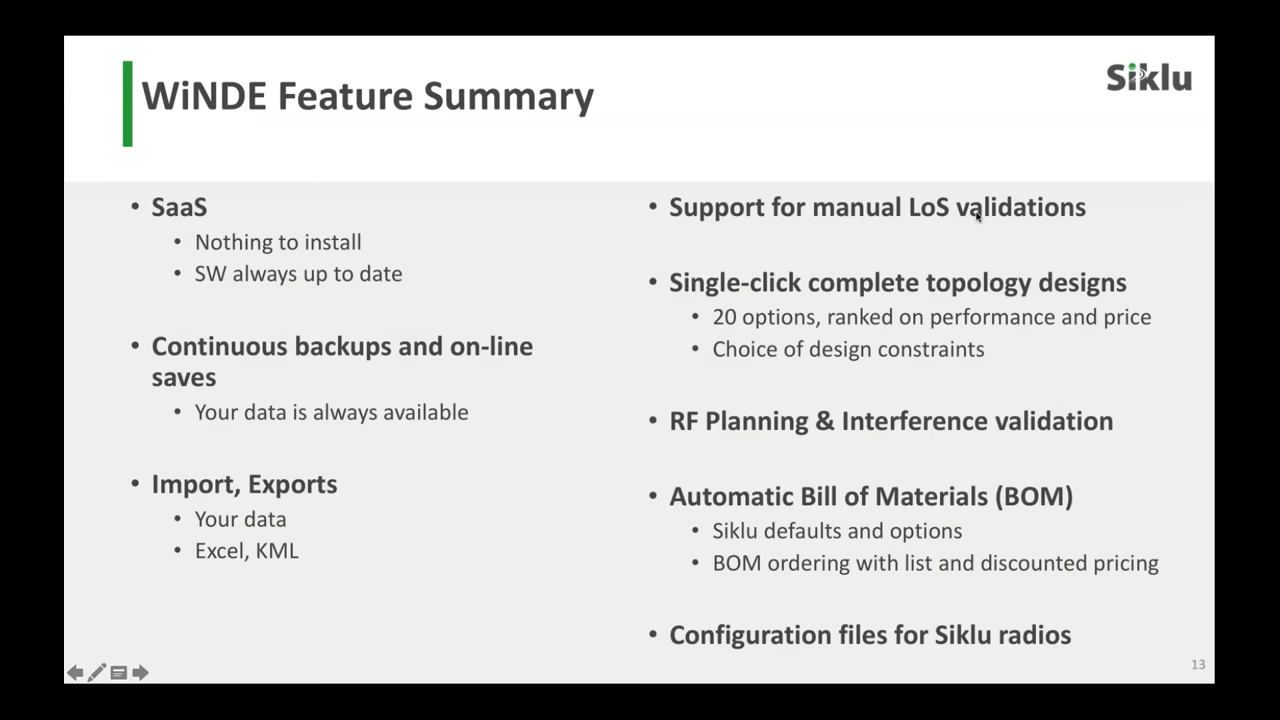 WiNDE Feature Summary
Siklu
• SaaS
• Nothing to install
• SW always up to date
• Continuous backups and on-line
saves
• Your data is always available
• Import, Exports
• Your data
• Excel, KML
• Support for manual LoS validations
• Single-click complete topology designs
• 20 options, ranked on performance and price
• Choice of design constraints
• RF Planning & Interference validation
• Automatic Bill of Materials (BOM)
• Siklu defaults and options
• BOM ordering with list and discounted pricing
• Configuration files for Siklu radios
13